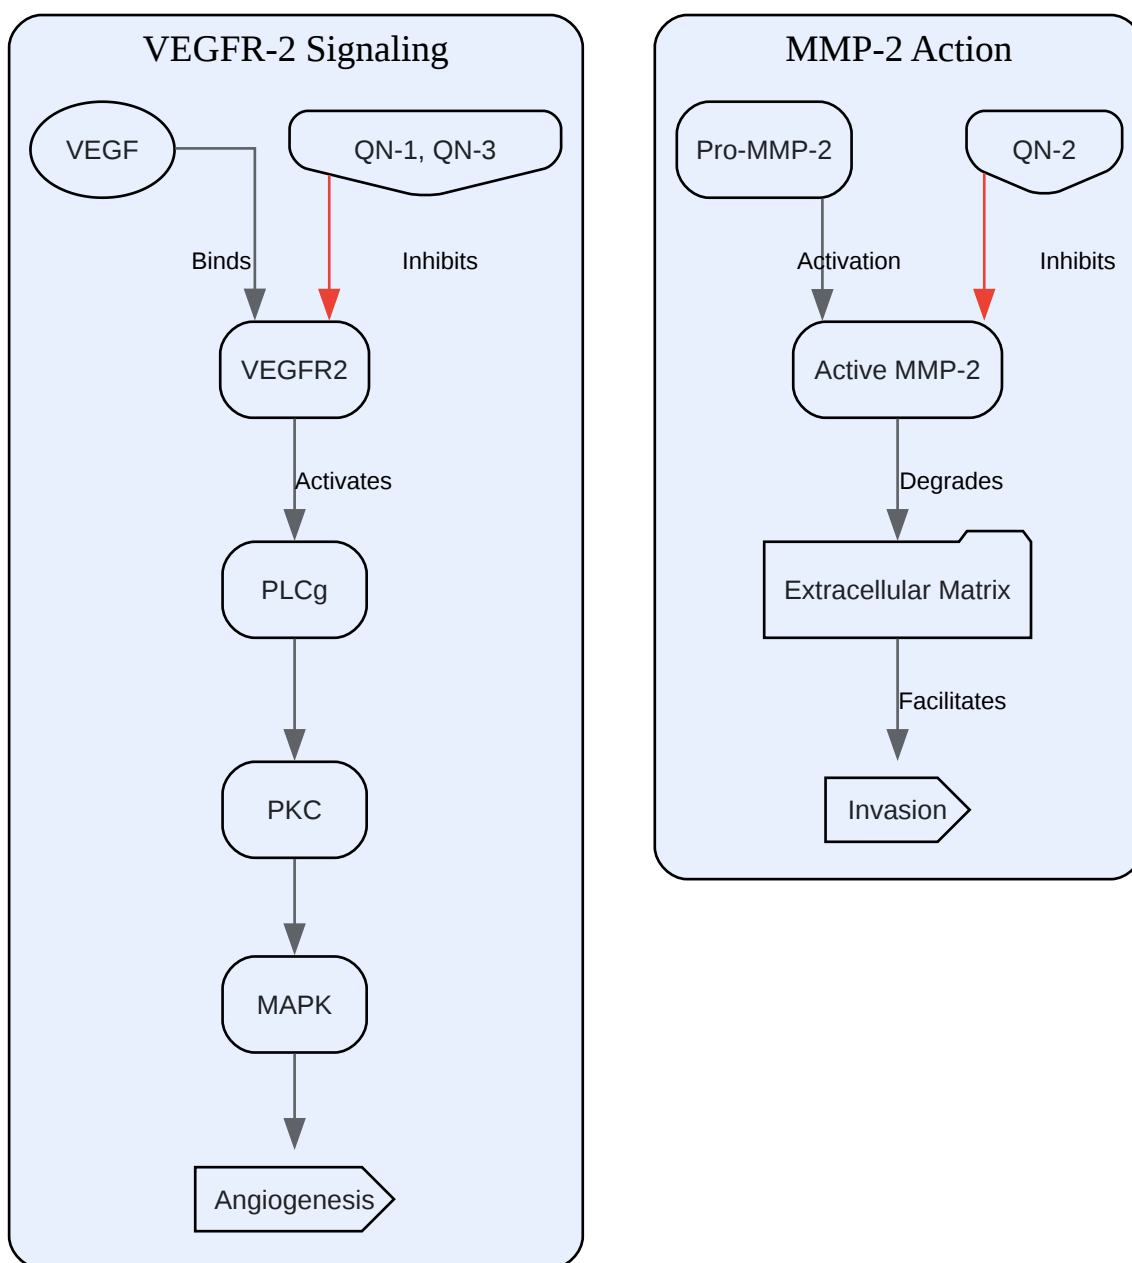 VEGFR-2 Signaling
VEGF
QN-1, QN-3
Binds
Inhibits
VEGFR2
Activates
PLCg
PKC
MAPK
Angiogenesis
MMP-2 Action
Pro-MMP-2
QN-2
Activation
Inhibits
Active MMP-2
Degrades
Extracellular Matrix
Facilitates
Invasion